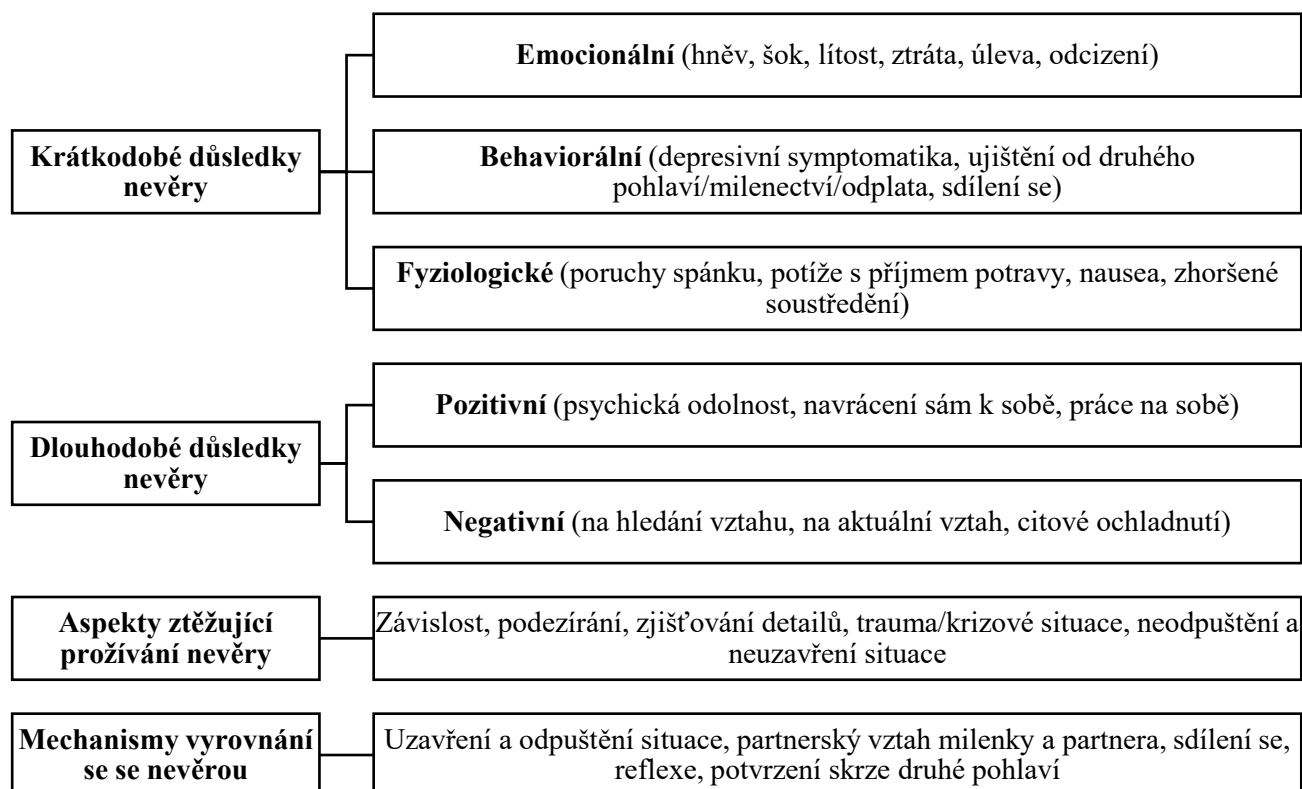 Emocionální (hněv, šok, lítost, ztráta, úleva, odcizení)
Krátkodobé důsledky
nevěry
Behaviorální (depresivní symptomatika, ujištění od druhého
pohlaví/milenectví/odplata, sdílení se)
Fyziologické (poruchy spánku, potíže s příjmem potravy, nausea, zhoršené
soustředění)
Dlouhodobé důsledky
nevěry
Pozitivní (psychická odolnost, navrácení sám k sobě, práce na sobě)
Negativní (na hledání vztahu, na aktuální vztah, citové ochladnutí)
Aspekty ztěžující
prožívání nevěry
Závislost, podezírání, zjišťování detailů, trauma/krizové situace, neodpuštění a
neuzavření situace
Mechanismy vyrovnání
se se nevěrou
Uzavření a odpuštění situace, partnerský vztah milenky a partnera, sdílení se,
reflexe, potvrzení skrze druhé pohlaví